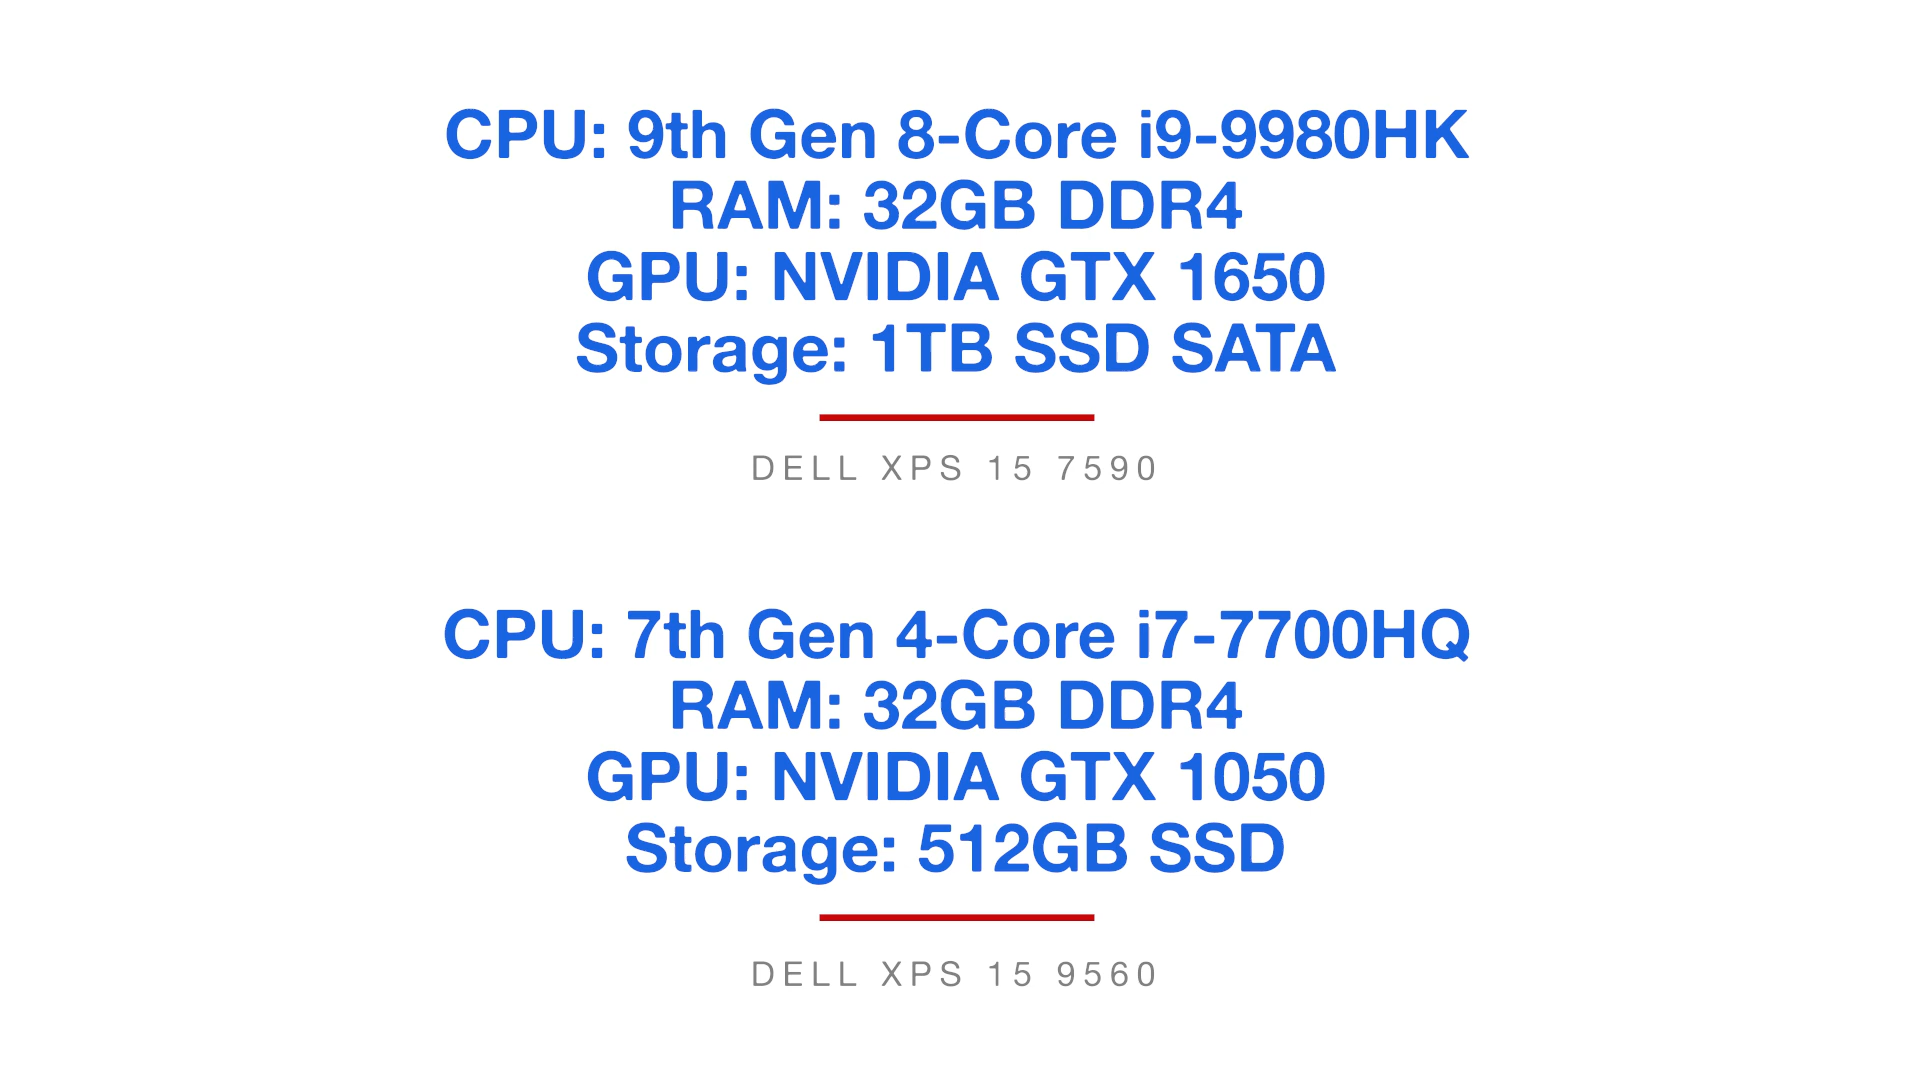 CPU: 9th Gen 8-Core i9-9980HK
RAM: 32GB DDR4
GPU: NVIDIA GTX 1650
Storage: 1TB SSD SATA
DELL XPS 15 7590
CPU: 7th Gen 4-Core i7-7700HQ
RAM: 32GB DDR4
GPU: NVIDIA GTX 1050
Storage: 512GB SSD
DELL XPS 15 9560